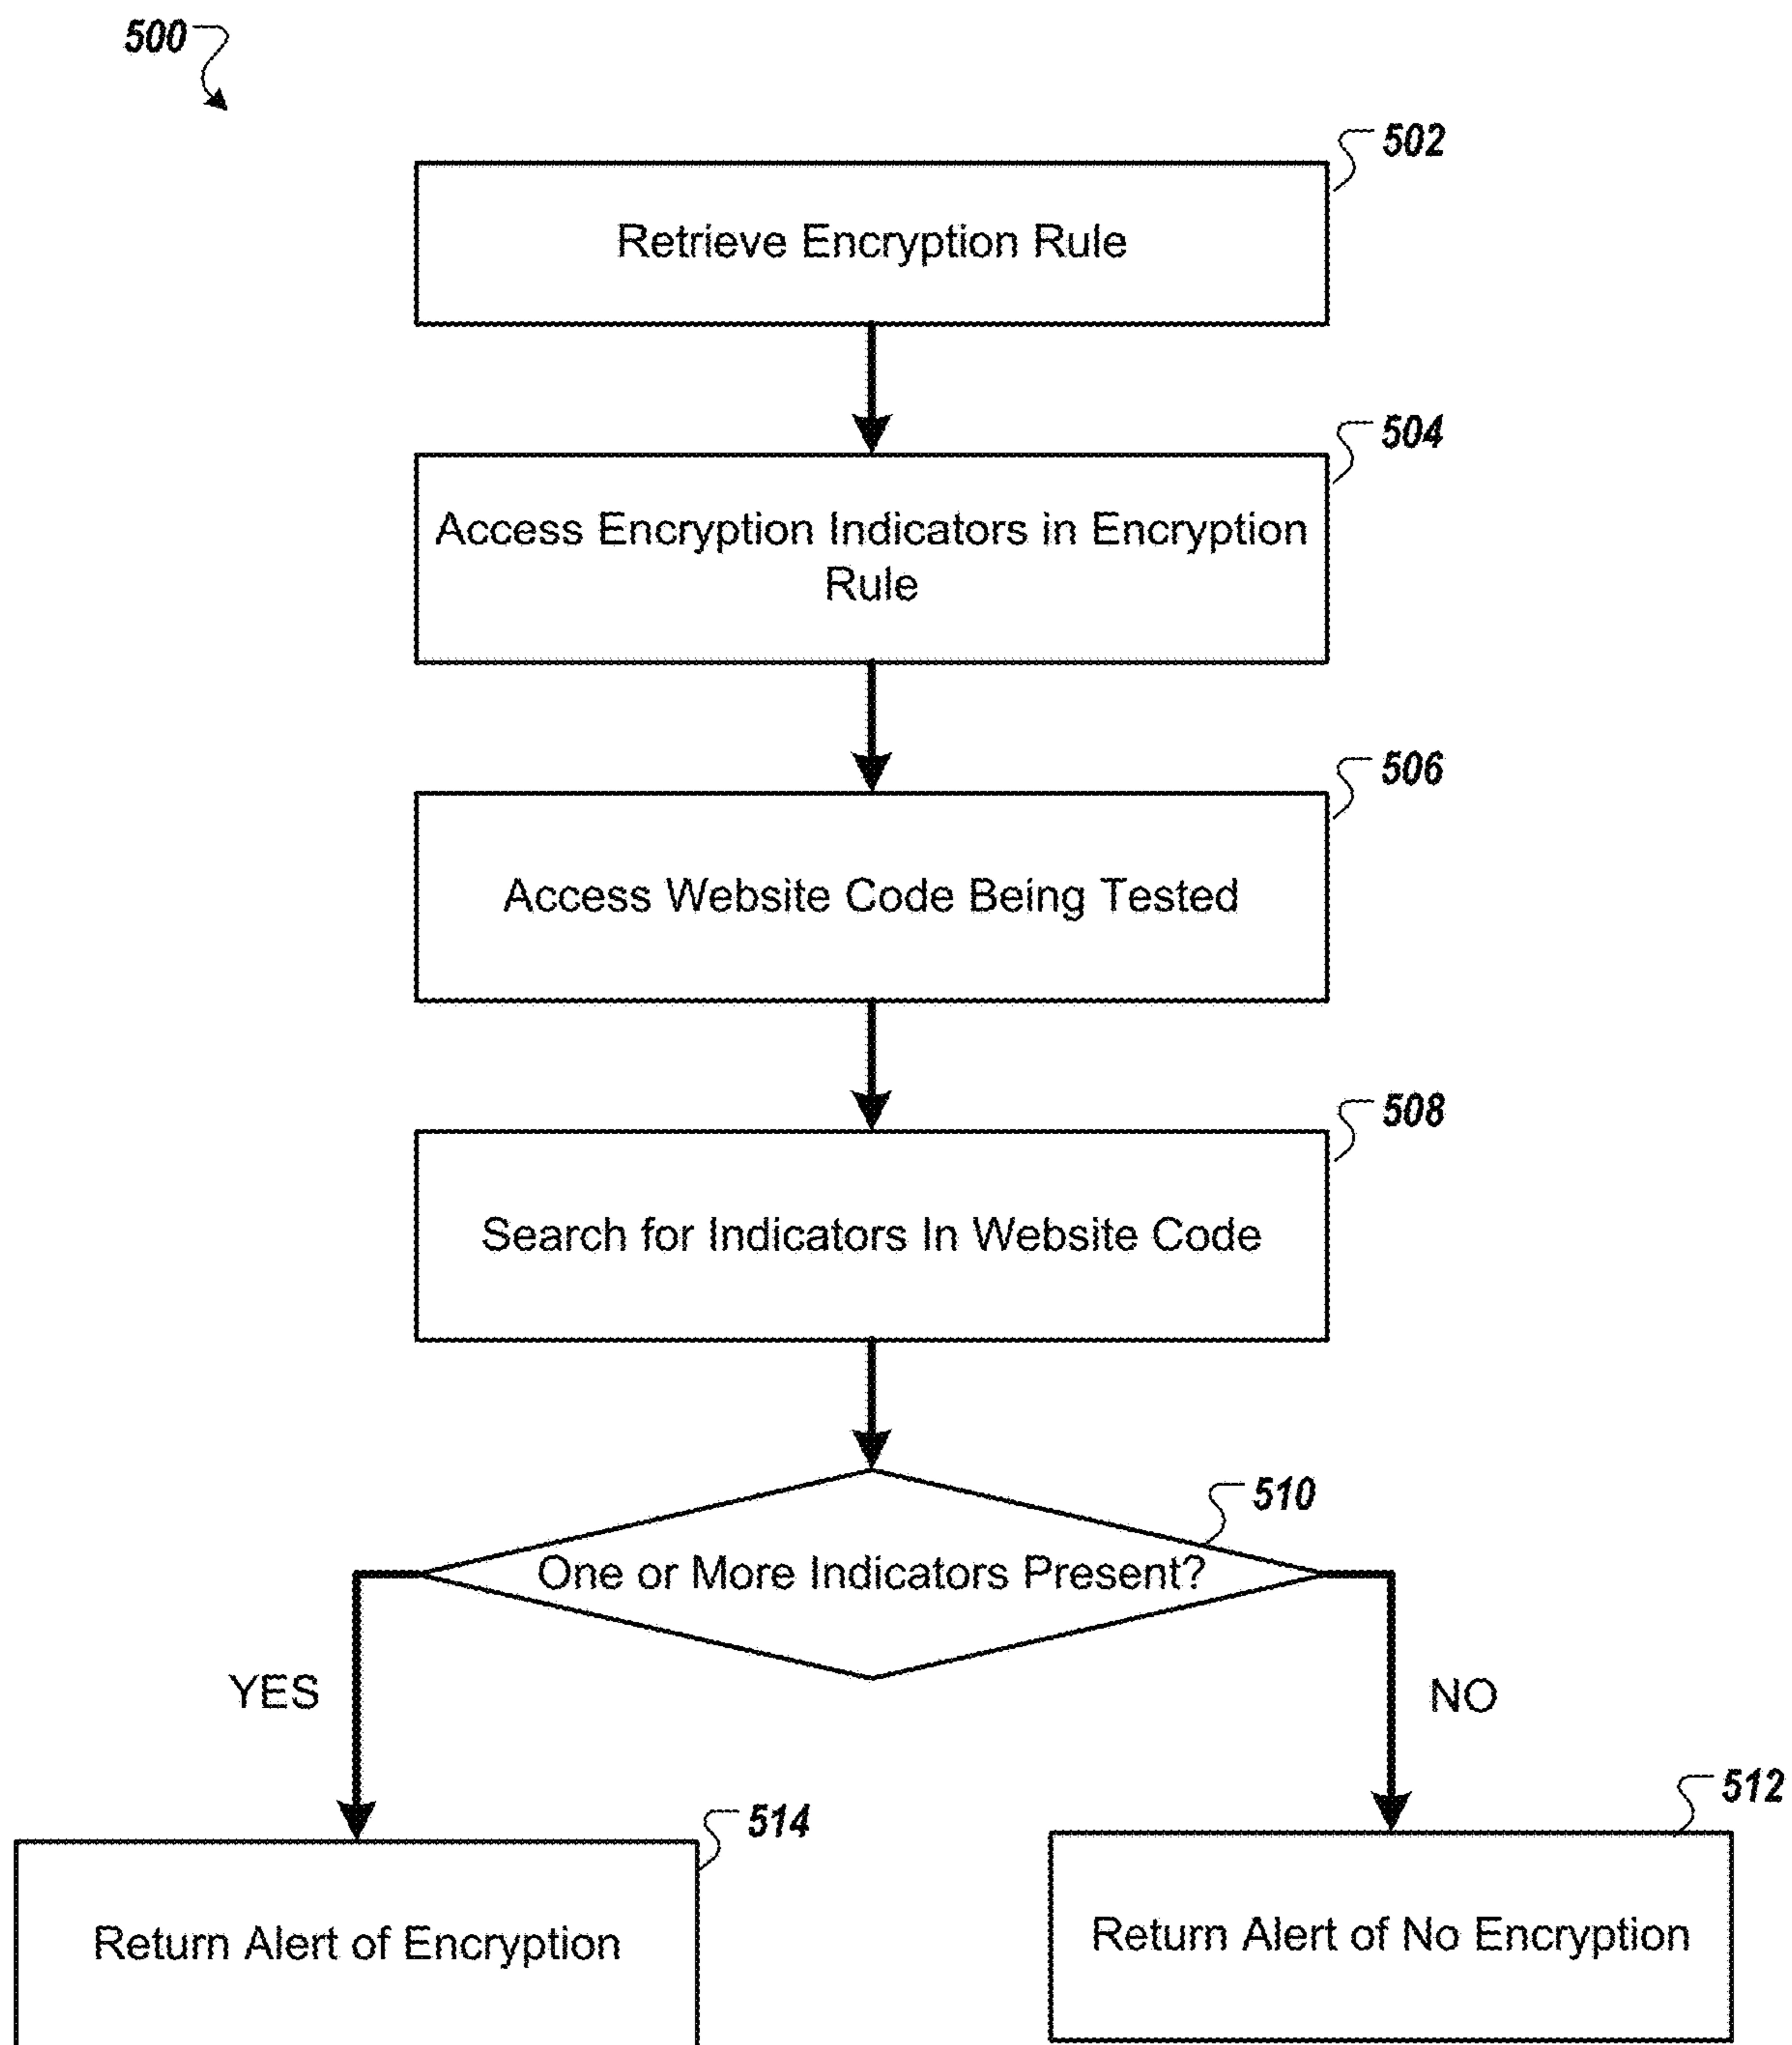 500
502
Retrieve Encryption Rule
504
Access Encryption Indicators in Encryption
Rule
506
Access Website Code Being Tested
508
Search for Indicators In Website Code
510
One or More Indicators Present?
YES
NO
512
514
Return Alert of Encryption
Return Alert of No Encryption